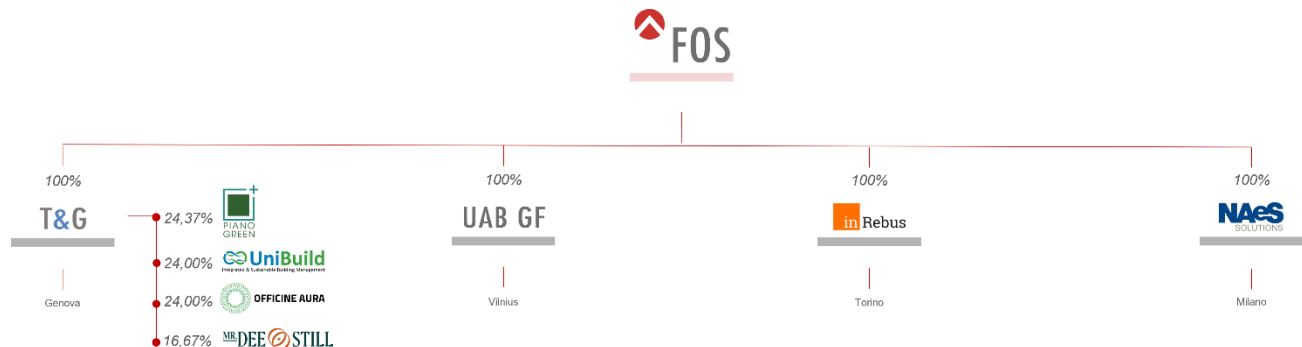 FOS
100%
100%
100%
100%
T&G
UAB GF
in Rebus
NAeS
SOLUTIONS
24,37%
PIANO
GREEN
24,00%
UniBuild
Integrated & Sustainable Building Management
24,00%
OFFICINE AURA
16,67%
MR. DEE STILL
Genova
Vilnius
Torino
Milano